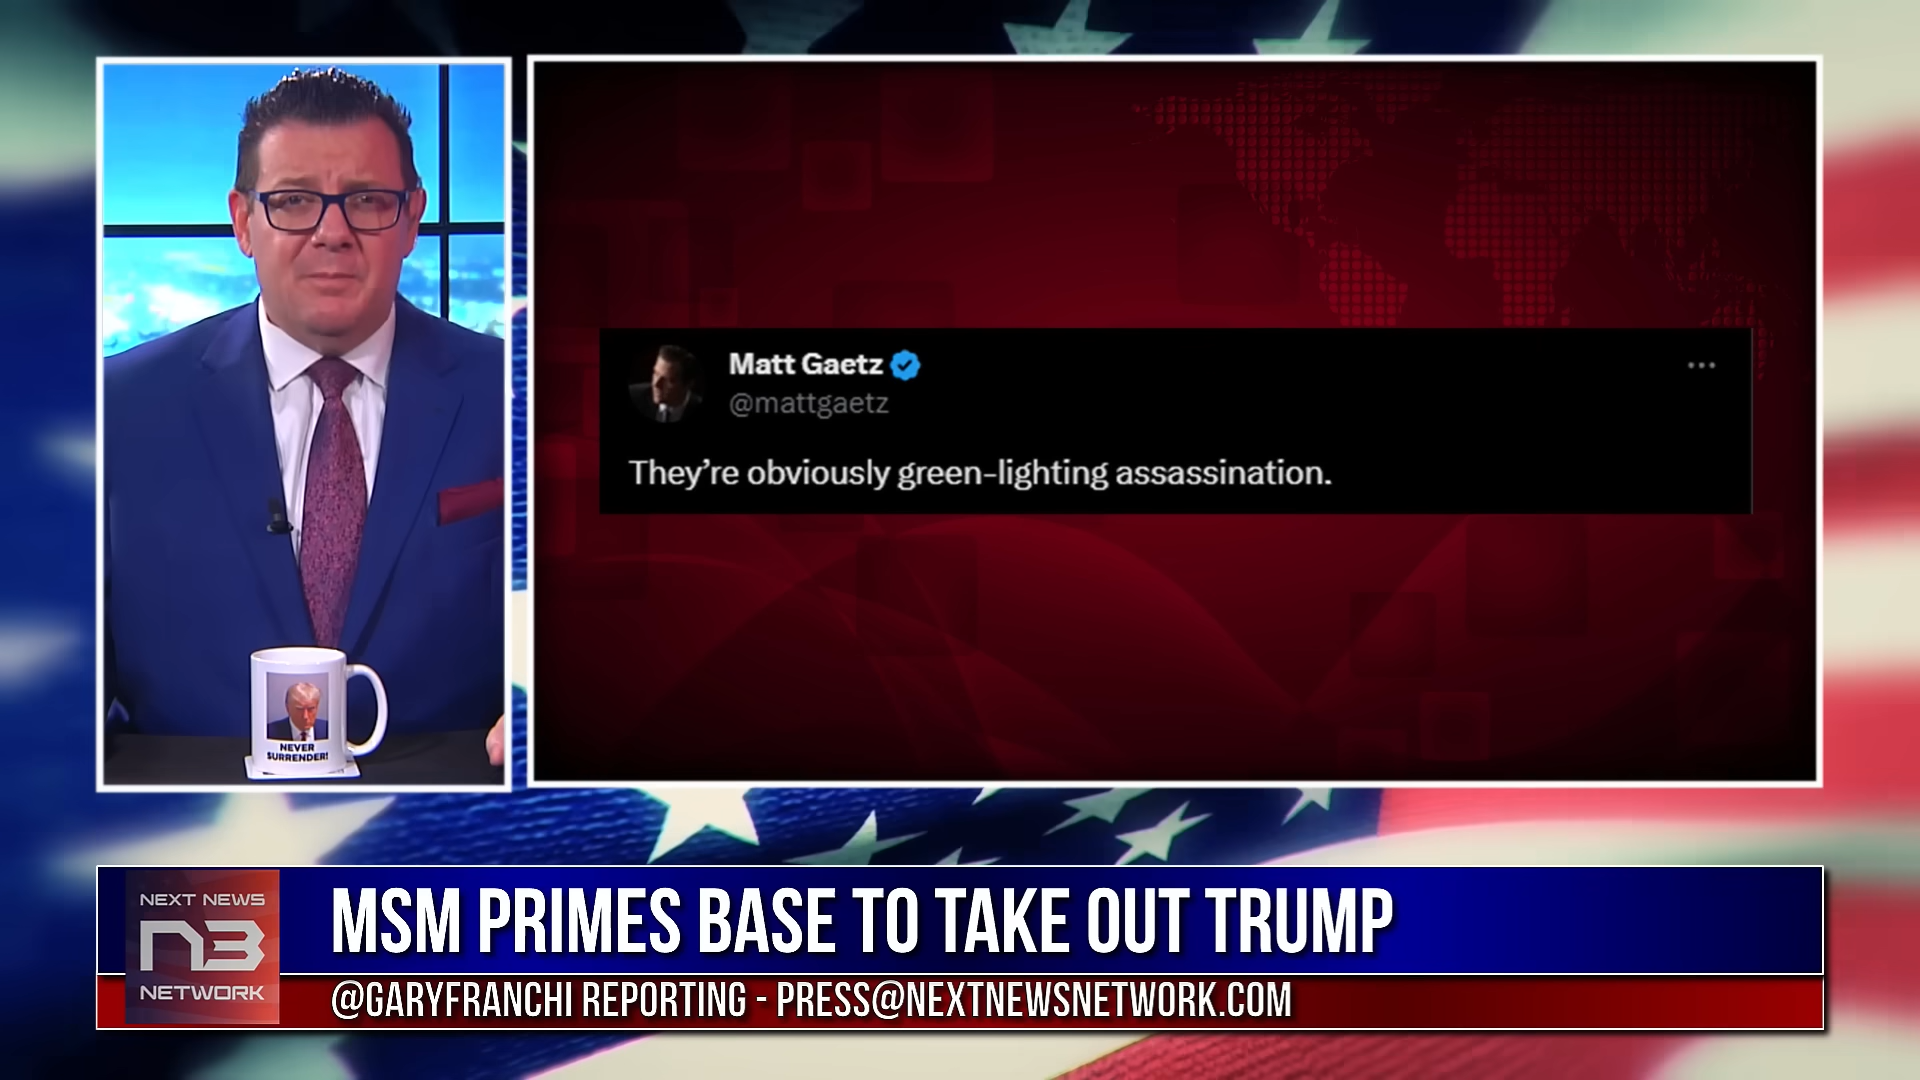 Matt Gaetz
@mattgaetz
They're obviously green-lighting assassination.
NEVER
SURRENDER!
NEXT NEWS
N3
NETWORK
MSM PRIMES BASE TO TAKE OUT TRUMP
@GARYFRANCHI REPORTING - PRESS@NEXTNEWSNETWORK.COM